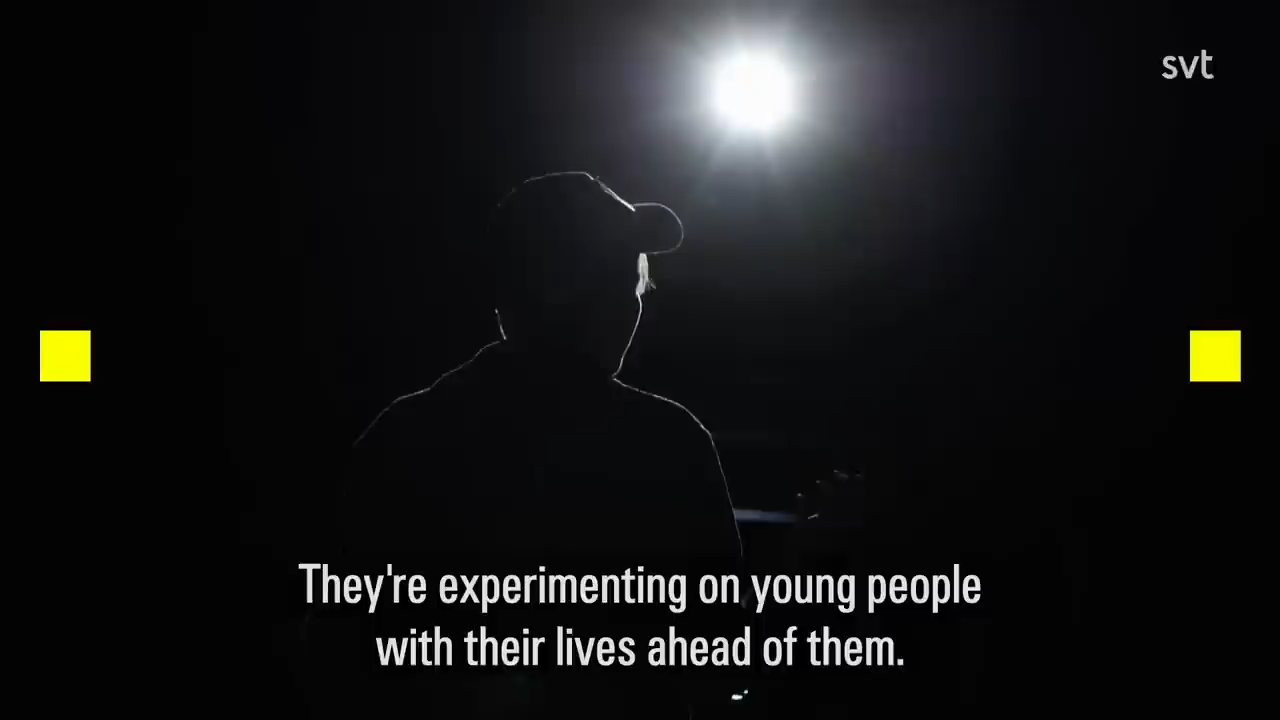 svt
They're experimenting on young people
with their lives ahead of them.